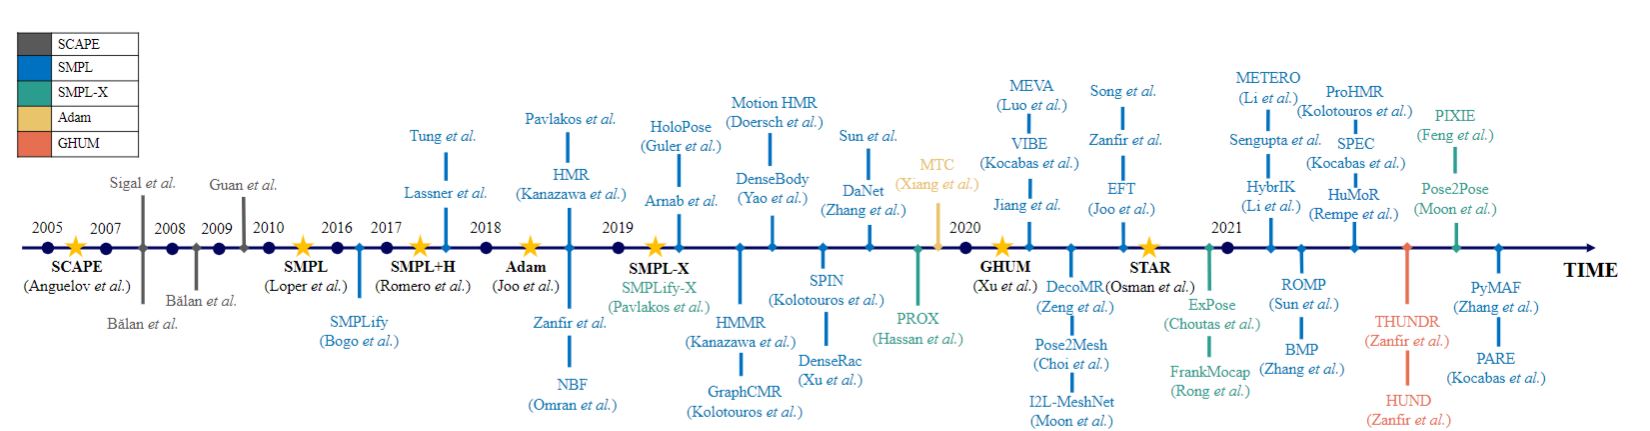 SCAPE
SMPL
SMPL-X
Adam
GHUM
2005
2007
2008
2009
2010
2016
2017
2018
2019
2020
2021
TIME
SCAPE
(Anguelov et al.)
Sigal et al.
Bălan et al.
Bălan et al.
Guan et al.
SMPL
(Loper et al.)
SMPLify
(Bogo et al.)
SMPL+H
(Romero et al.)
Tung et al.
Lassner et al.
Adam
(Joo et al.)
Pavlakos et al.
HMR
(Kanazawa et al.)
Zanfir et al.
NBF
(Omran et al.)
SMPL-X
SMPLify-X
(Pavlakos et al.)
HoloPose
(Guler et al.)
Arnab et al.
HMMR
(Kanazawa et al.)
GraphCMR
(Kolotouros et al.)
Motion HMR
(Doersch et al.)
DenseBody
(Yao et al.)
SPIN
(Kolotouros et al.)
DenseRac
(Xu et al.)
Sun et al.
DaNet
(Zhang et al.)
PROX
(Hassan et al.)
MTC
(Xiang et al.)
GHUM
(Xu et al.)
MEVA
(Luo et al.)
VIBE
(Kocabas et al.)
Jiang et al.
DecoMR
(Zeng et al.)
Pose2Mesh
(Choi et al.)
I2L-MeshNet
(Moon et al.)
Song et al.
Zanfir et al.
EFT
(Joo et al.)
STAR
(Osman et al.)
ExPose
(Choutas et al.)
FrankMocap
(Rong et al.)
METERO
(Li et al.)
Sengupta et al.
HybrIK
(Li et al.)
ROMP
(Sun et al.)
BMP
(Zhang et al.)
ProHMR
(Kolotouros et al.)
SPEC
(Kocabas et al.)
HuMoR
(Rempe et al.)
THUNDR
(Zanfir et al.)
HUND
(Zanfir et al.)
PIXIE
(Feng et al.)
Pose2Pose
(Moon et al.)
PyMAF
(Zhang et al.)
PARE
(Kocabas et al.)